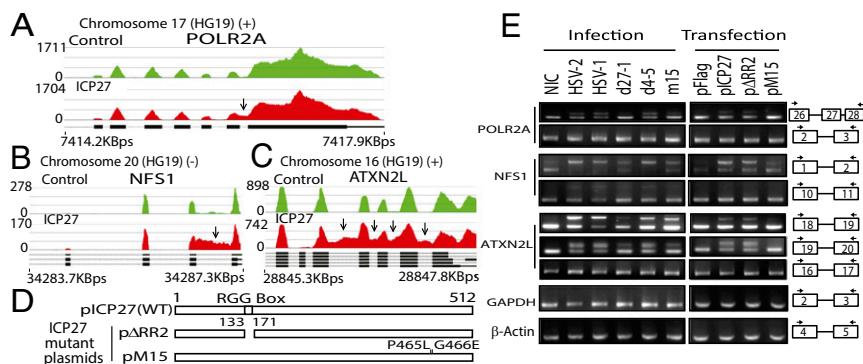 A
Chromosome 17 (HG19) (+)
Control
POLR2A
1711
0
ICP27
1704
0
7414.2KBps
7417.9KBps
B
Chromosome 20 (HG19) (-)
Control
NFS1
278
0
ICP27
170
0
34283.7KBps
34287.3KBps
C
Chromosome 16 (HG19) (+)
Control
ATXN2L
898
0
ICP27
742
0
28845.3KBps
28847.8KBps
D
1
RGG Box
512
pICP27(WT)
133
171
ICP27 mutant plasmids
pΔRR2
P465L G466E
pM15
E
Infection
Transfection
NIC HSV-2 HSV-1 d27-1 d4-5 m15
pFlag pICP27 pΔRR2 pM15
POLR2A
26 27 28
2 3
NFS1
1 2
10 11
ATXN2L
18 19
19 20
16 17
GAPDH
2 3
β-Actin
4 5